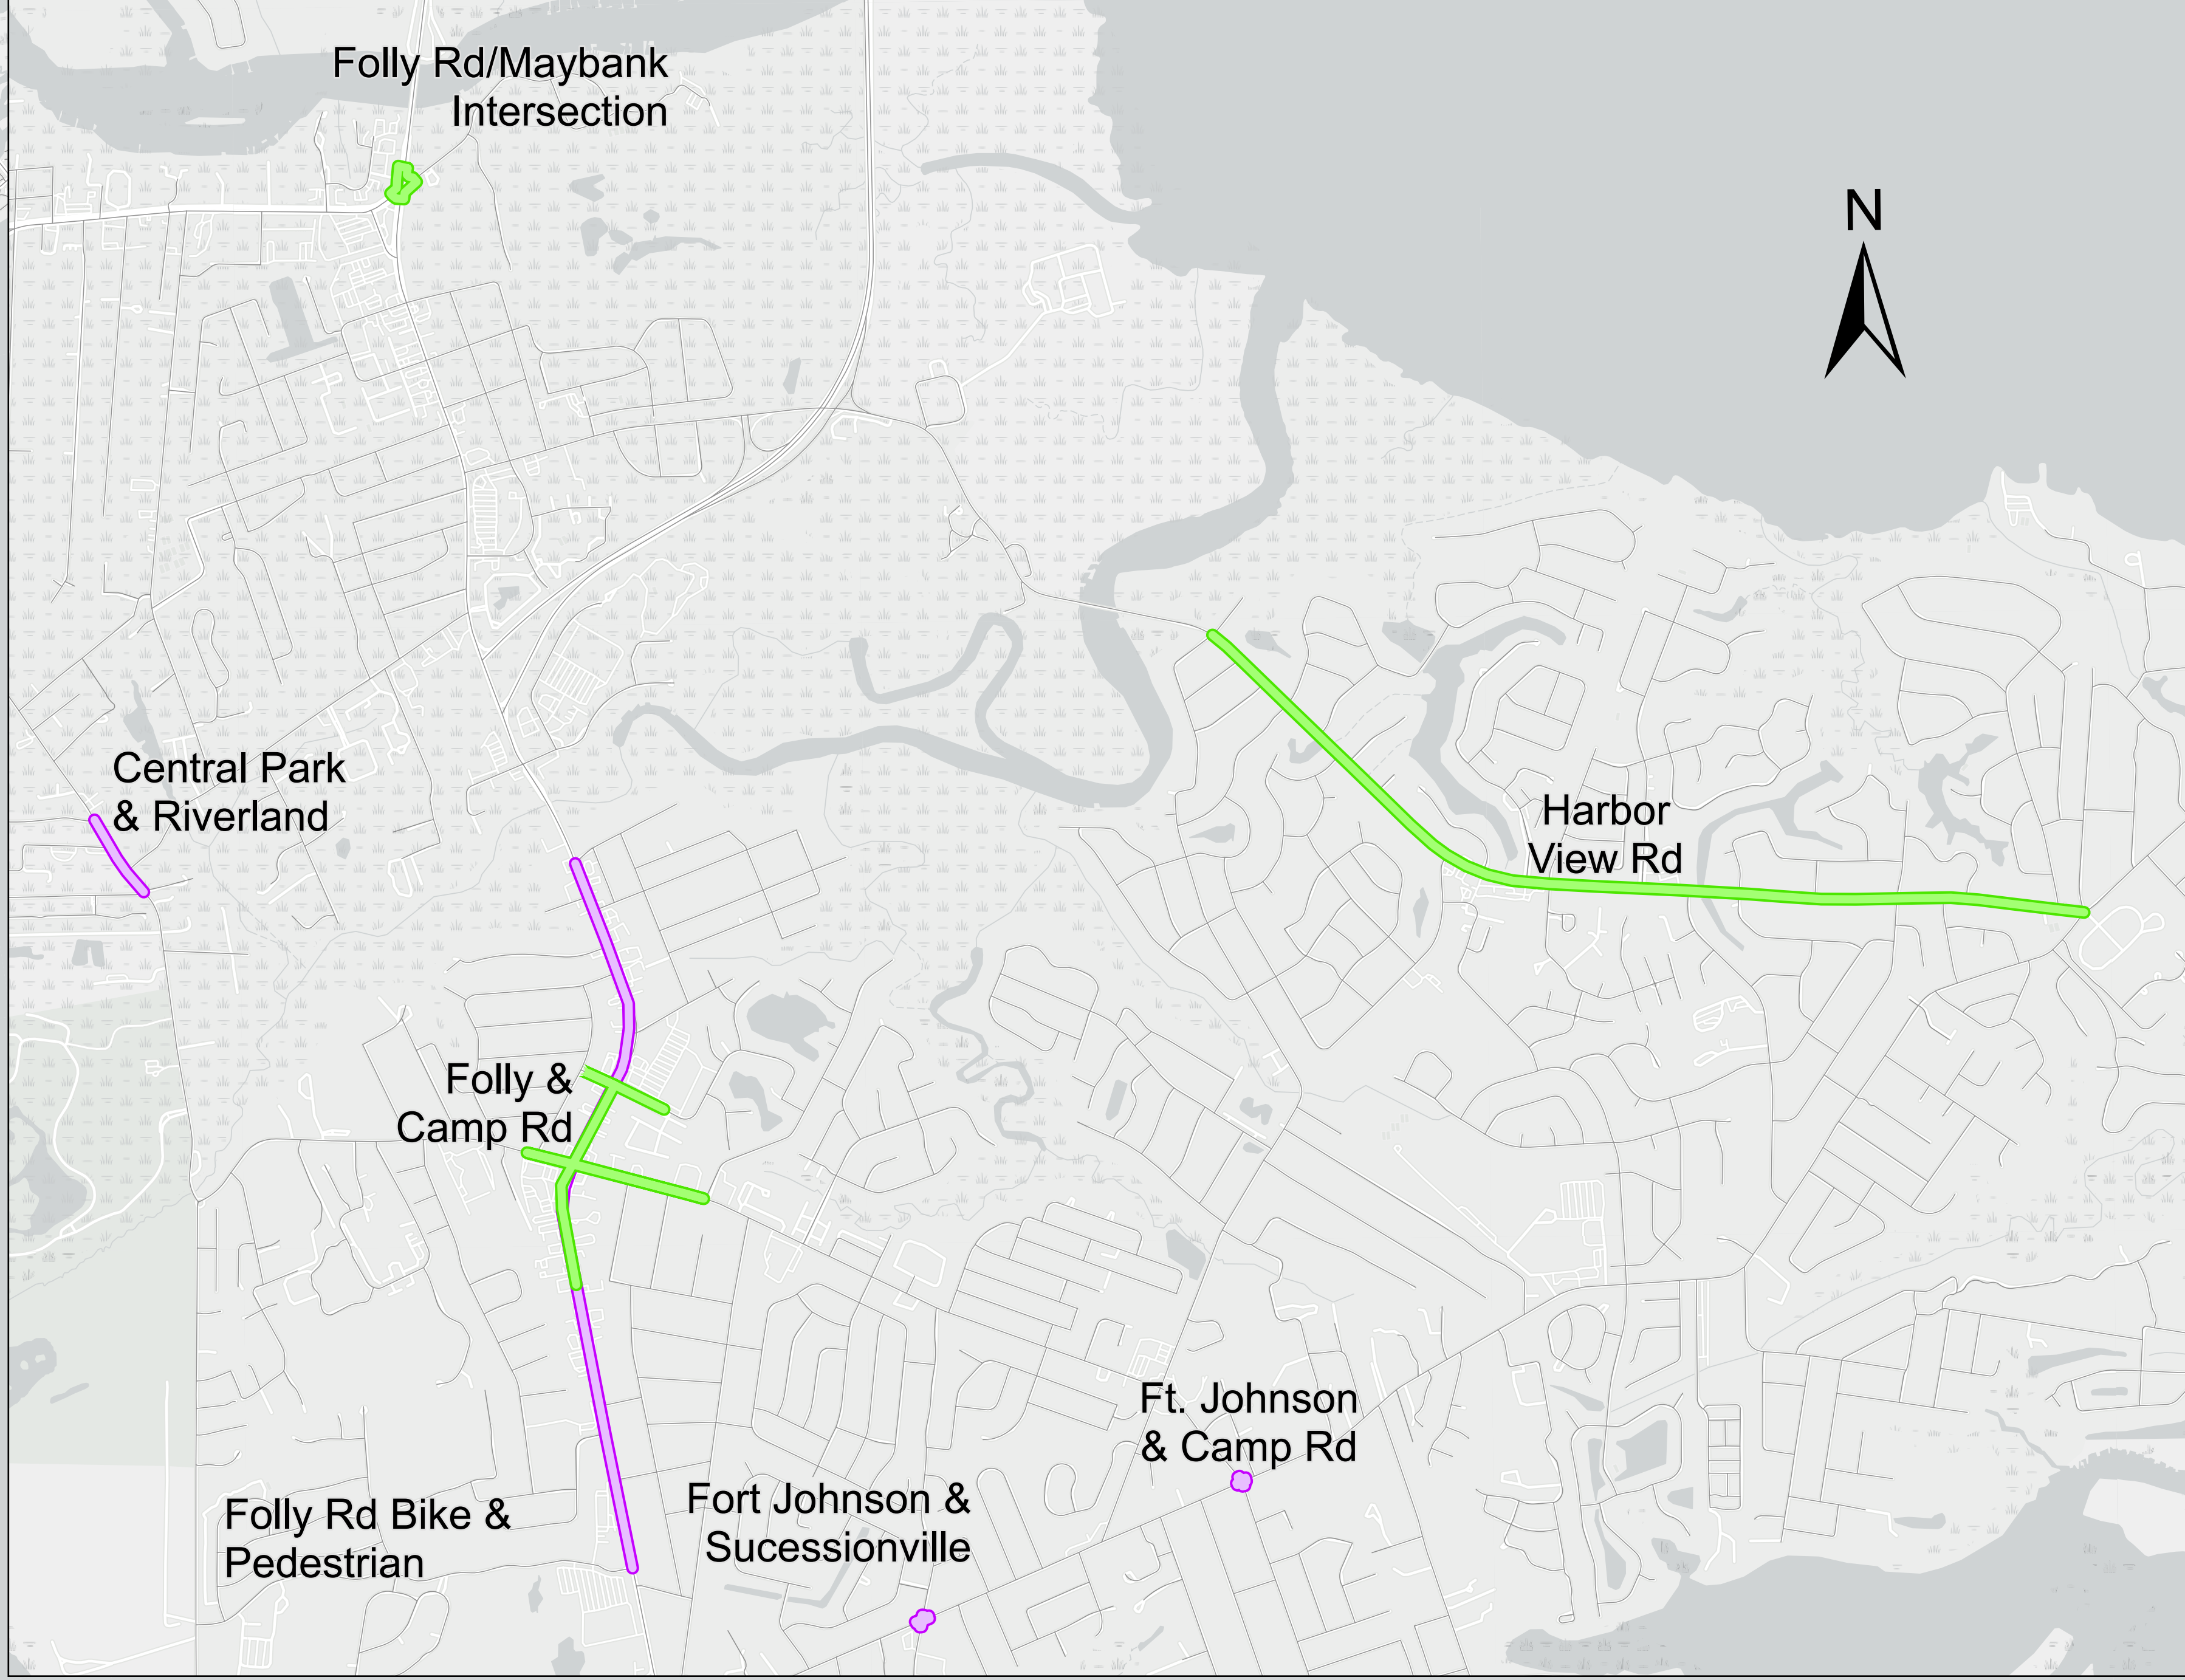 Folly Rd/Maybank
Intersection
N
Central Park
& Riverland
Harbor
View Rd
Folly &
Camp Rd
Ft. Johnson
& Camp Rd
Folly Rd Bike &
Pedestrian
Fort Johnson &
Sucessionville